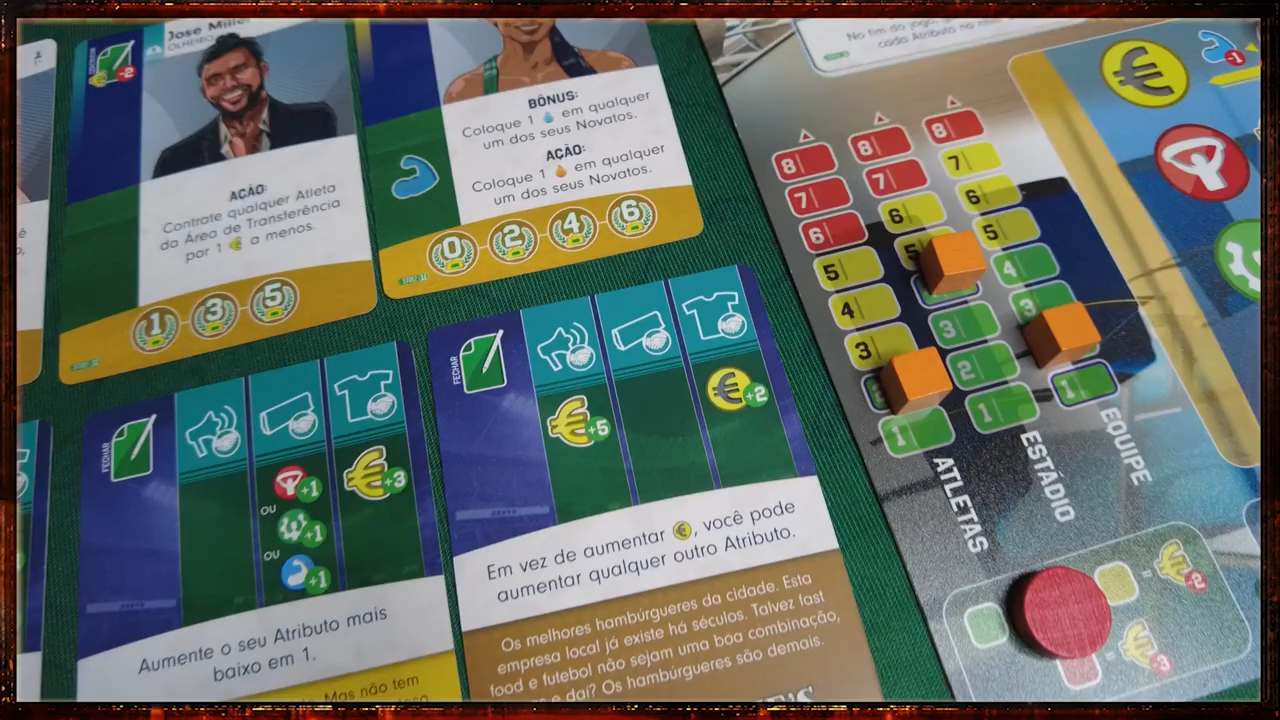 Jose Miller
OLHEIRO
-2
AÇÃO:
Contrate qualquer Atleta
da Área de Transferência
por 1 € a menos.
1 3 5
BÔNUS:
Coloque 1 em qualquer
um dos seus Novatos.
AÇÃO:
Coloque 1 em qualquer
um dos seus Novatos.
0 2 4 6
No fim do jogo,
cada Atributo
FECHAR
+1
OU
+1
OU
+1
€ +3
Aumente o seu Atributo mais
baixo em 1.
Mas não tem
FECHAR
€ +5
€ +2
Em vez de aumentar €, você pode
aumentar qualquer outro Atributo.
Os melhores hambúrgueres da cidade. Esta
empresa local já existe há séculos. Talvez fast
food e futebol não sejam uma boa combinação,
e daí? Os hambúrgueres são demais.
8
7
6
5
4
3
1
ATLETAS
8
7
6
5
3
2
1
ESTÁDIO
8
7
6
5
4
3
1
EQUIPE
€
-1
= € -2
= € -3